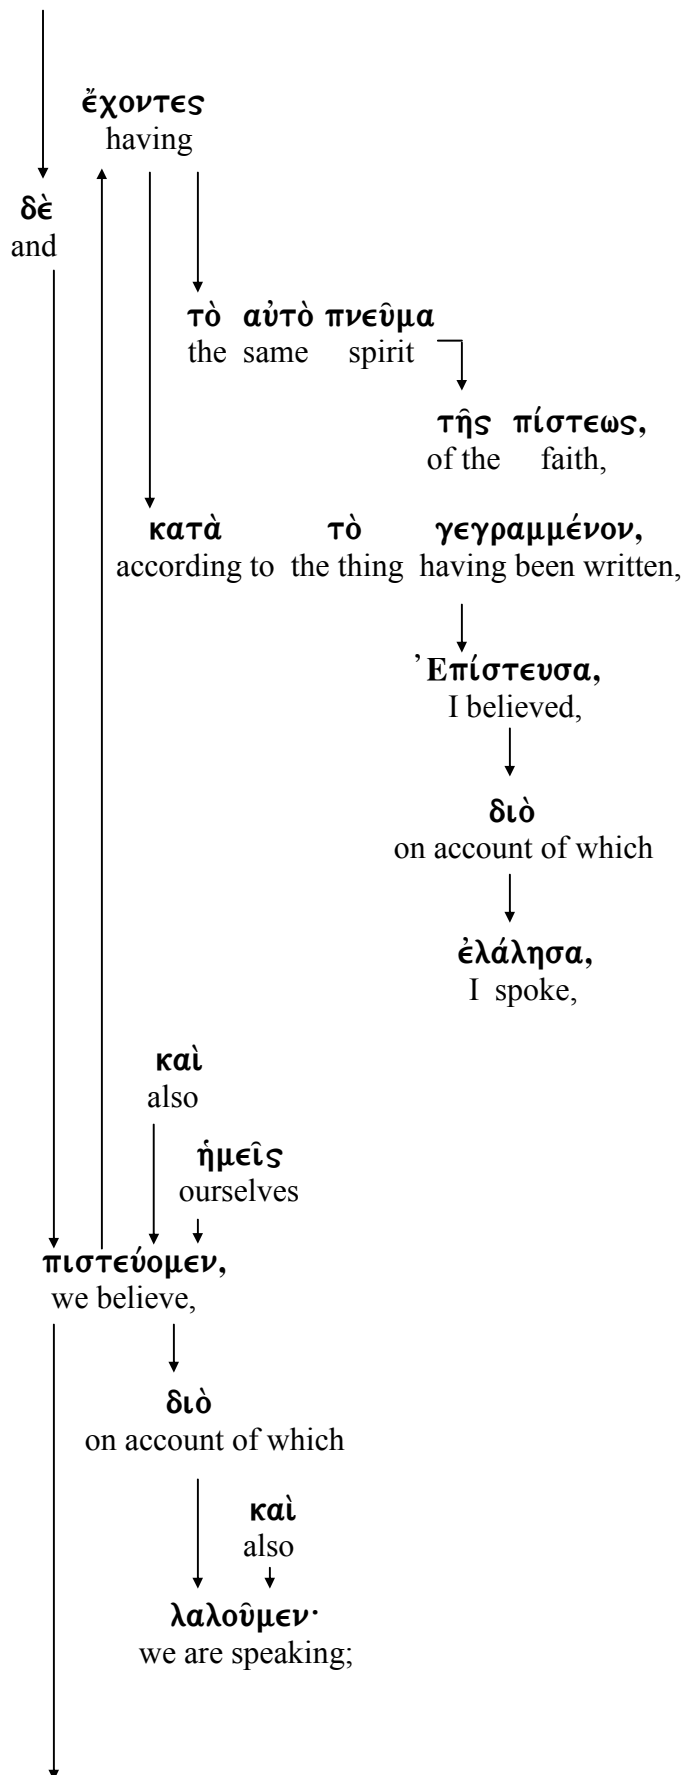 ἔχοντες
having
δὲ
and
τὸ αὐτὸ πνεῦμα
the same spirit
τῆς πίστεως,
of the faith,
κατὰ τὸ γεγραμμένον,
according to the thing having been written,
Ἐπίστευσα,
I believed,
διὸ
on account of which
ἐλάλησα,
I spoke,
καὶ
also
ἡμεῖς
ourselves
πιστεύομεν,
we believe,
διὸ
on account of which
καὶ
also
λαλοῦμεν·
we are speaking;